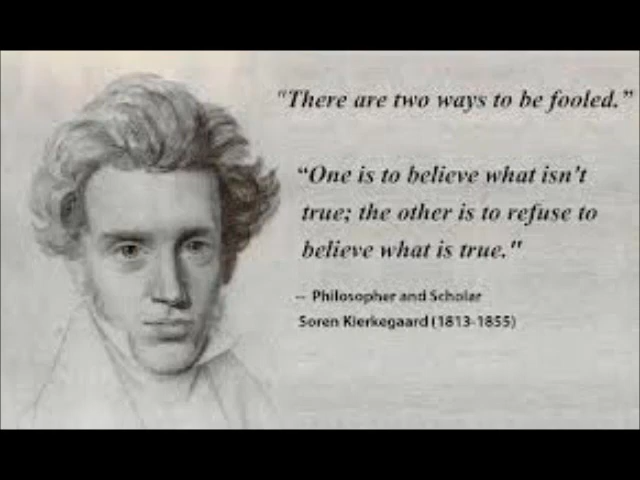 "There are two ways to be fooled.”
“One is to believe what isn't
true; the other is to refuse to
believe what is true."
-- Philosopher and Scholar
Soren Kierkegaard (1813-1855)